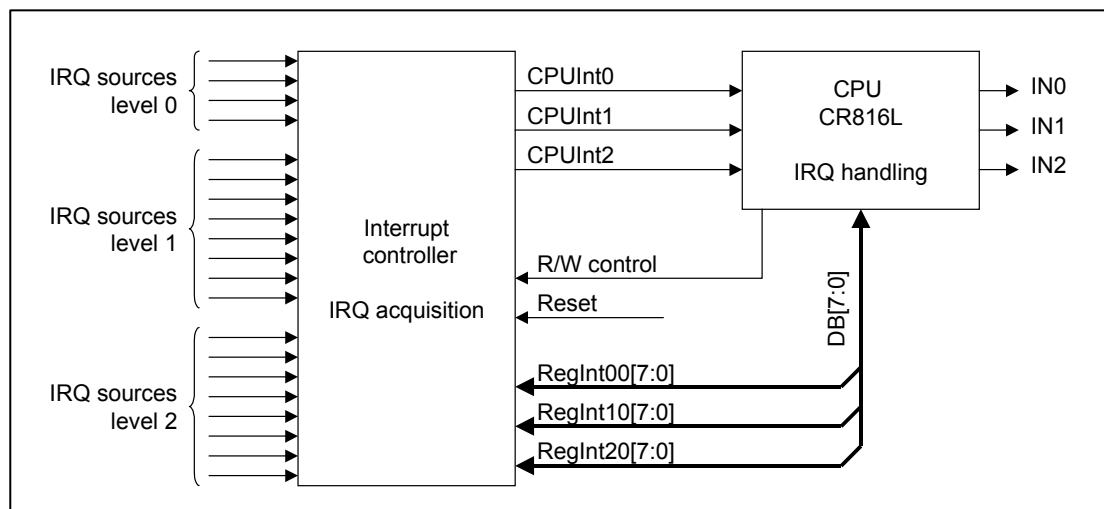 IRQ sources
level 0
IRQ sources
level 1
IRQ sources
level 2
Interrupt
controller
IRQ acquisition
CPUInt0
CPUInt1
CPUInt2
R/W control
Reset
RegInt00[7:0]
RegInt10[7:0]
RegInt20[7:0]
CPU
CR816L
IRQ handling
DB[7:0]
IN0
IN1
IN2